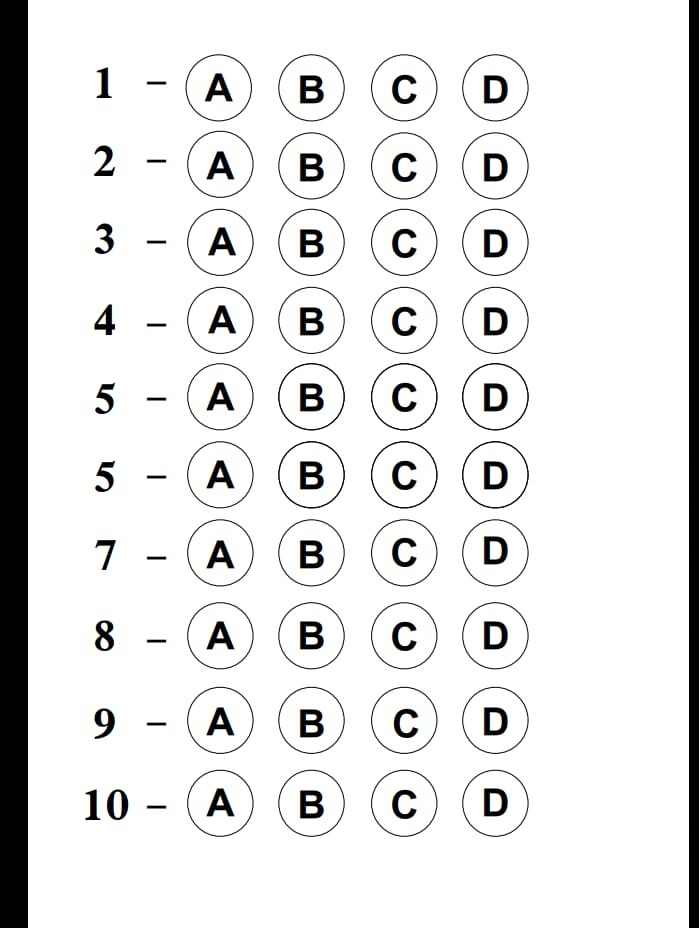 1 – A B C D
2 – A B C D
3 – A B C D
4 – A B C D
5 – A B C D
5 – A B C D
7 – A B C D
8 – A B C D
9 – A B C D
10 – A B C D